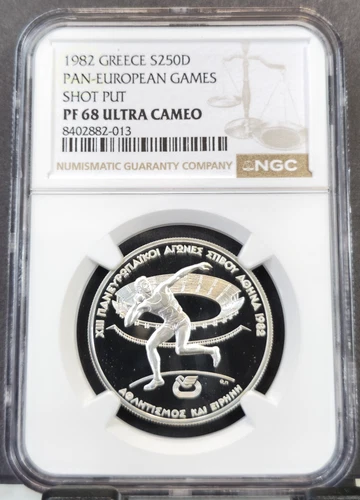 1982 GREECE S250D
PAN-EUROPEAN GAMES
SHOT PUT
PF 68 ULTRA CAMEO
8402882-013
NUMISMATIC GUARANTY COMPANY NGC
XIII ΠΑΝΕΥΡΩΠΑΪΚΟΙ ΑΓΩΝΕΣ ΣΤΙΒΟΥ ΑΘΗΝΑ 1982
ΑΘΛΗΤΙΣΜΟΣ ΚΑΙ ΕΙΡΗΝΗ